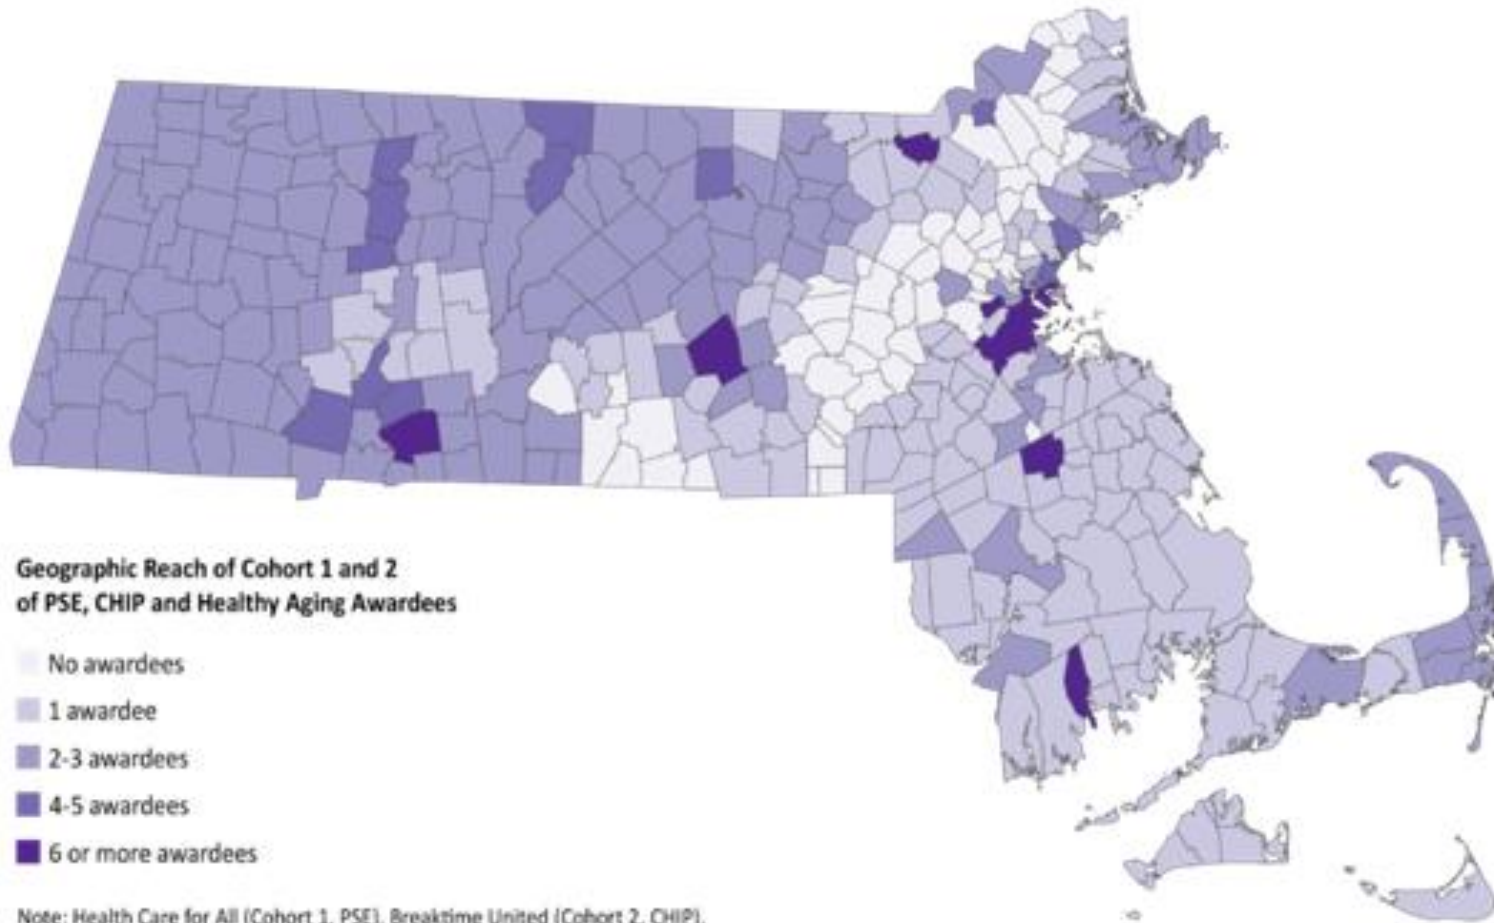 Geographic Reach of Cohort 1 and 2
of PSE, CHIP and Healthy Aging Awardees
No awardees
1 awardee
2-3 awardees
4-5 awardees
6 or more awardees
Note: Health Care for All (Cohort 1, PSE), Breaktime United (Cohort 2, CHIP),